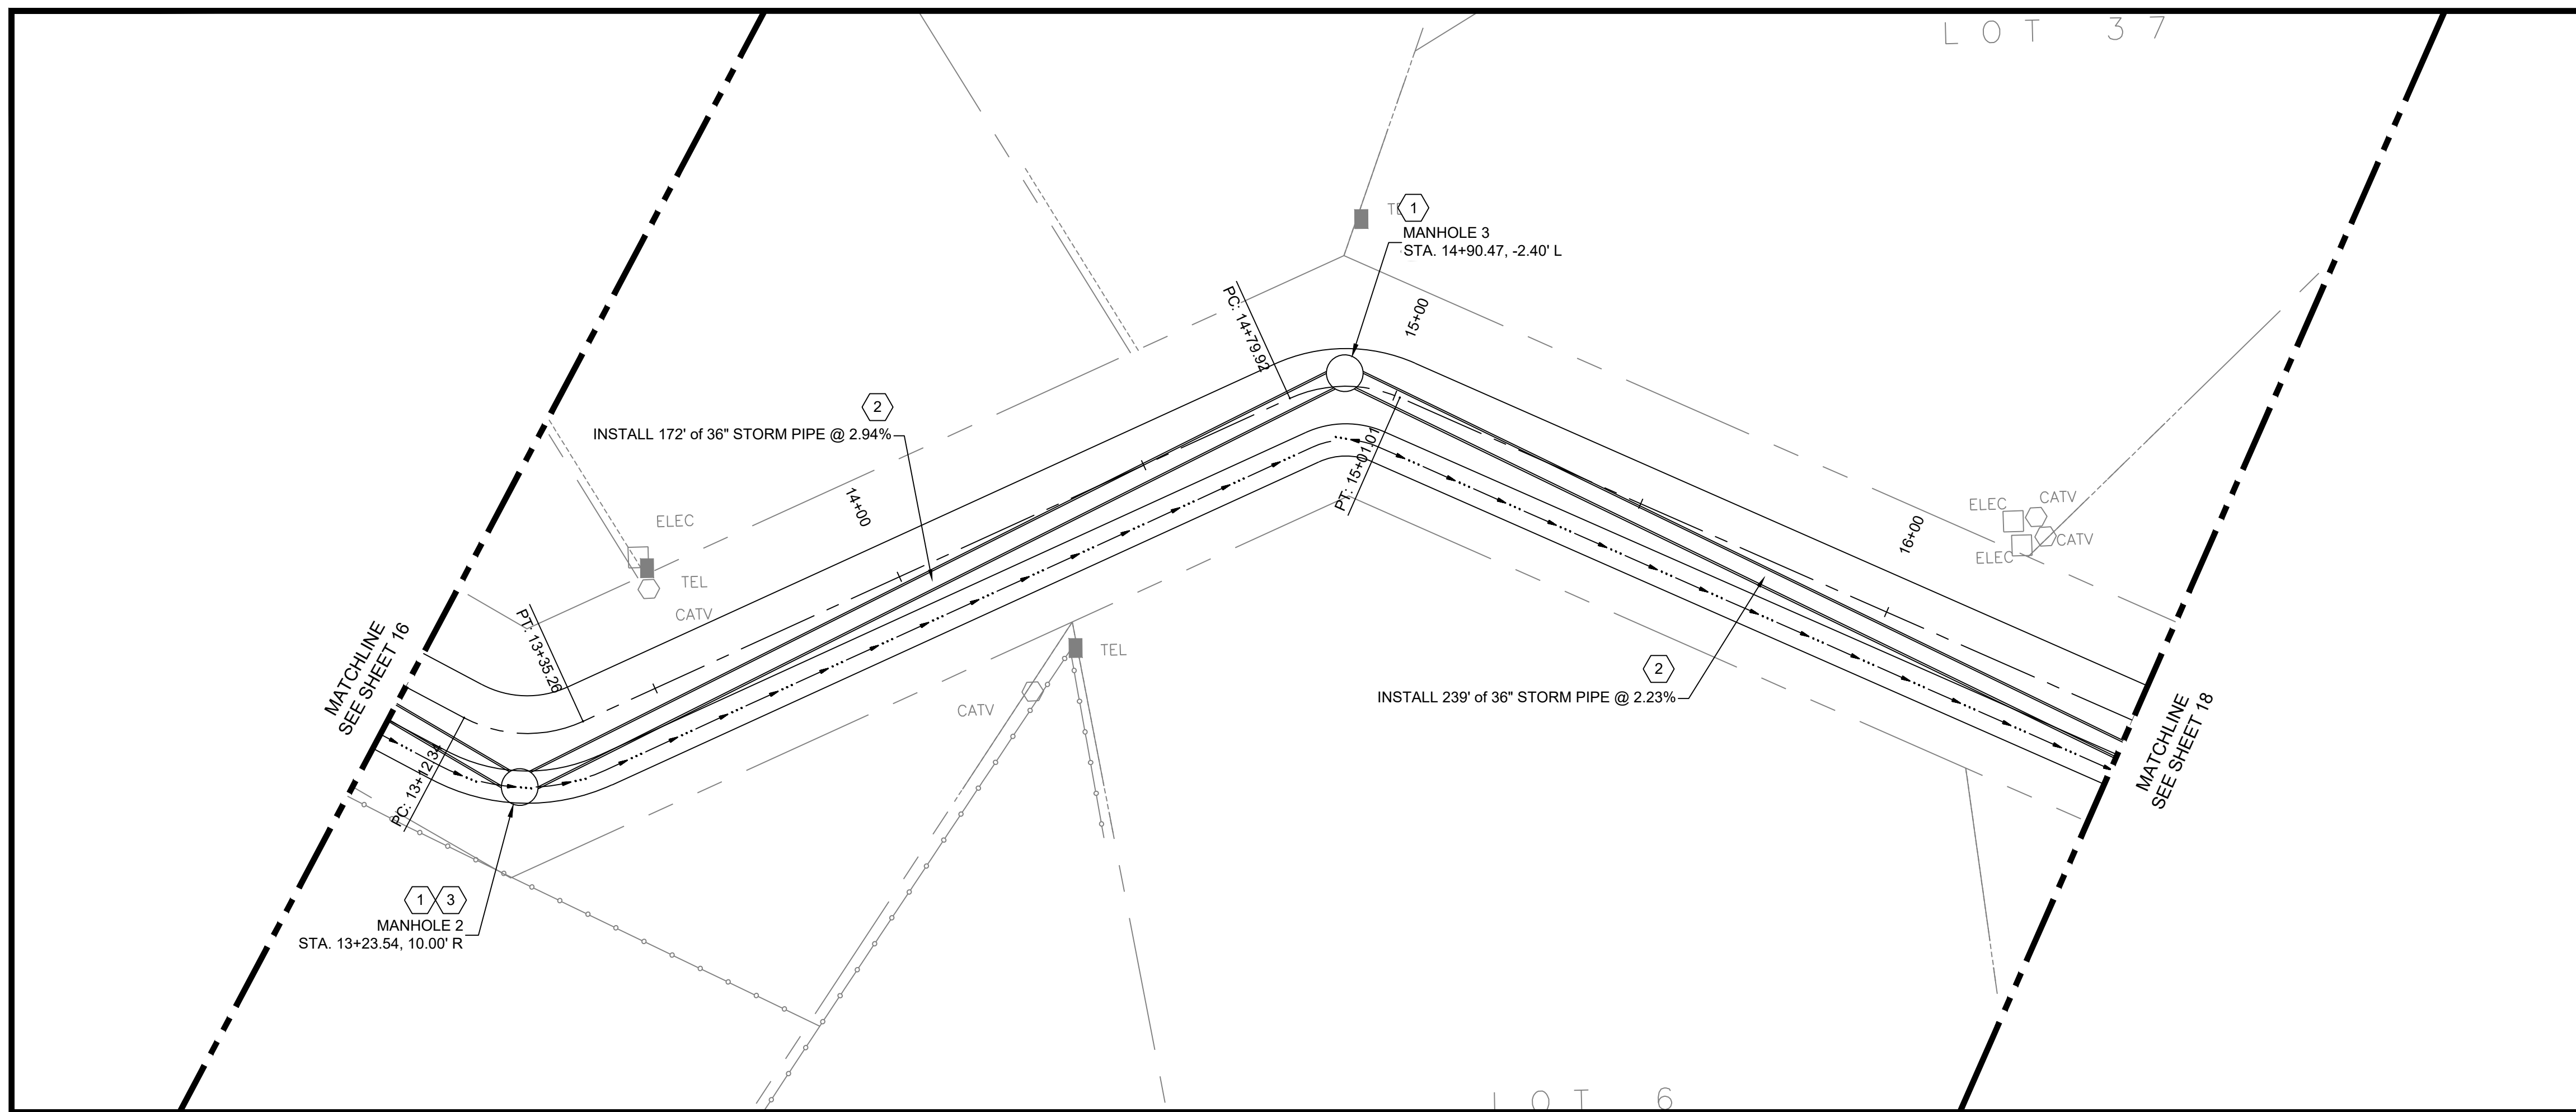 LOT 37
TEL
1
MANHOLE 3
STA. 14+90.47, -2.40' L
PC: 14+79.92
15+00
2
INSTALL 172' of 36" STORM PIPE @ 2.94%
14+00
PT: 15+01.01
ELEC
CATV
ELEC
CATV
16+00
ELEC
TEL
CATV
PT: 13+35.26
MATCHLINE
SEE SHEET 16
TEL
CATV
2
INSTALL 239' of 36" STORM PIPE @ 2.23%
MATCHLINE
SEE SHEET 18
PC: 13+12.34
1 3
MANHOLE 2
STA. 13+23.54, 10.00' R
LOT 6